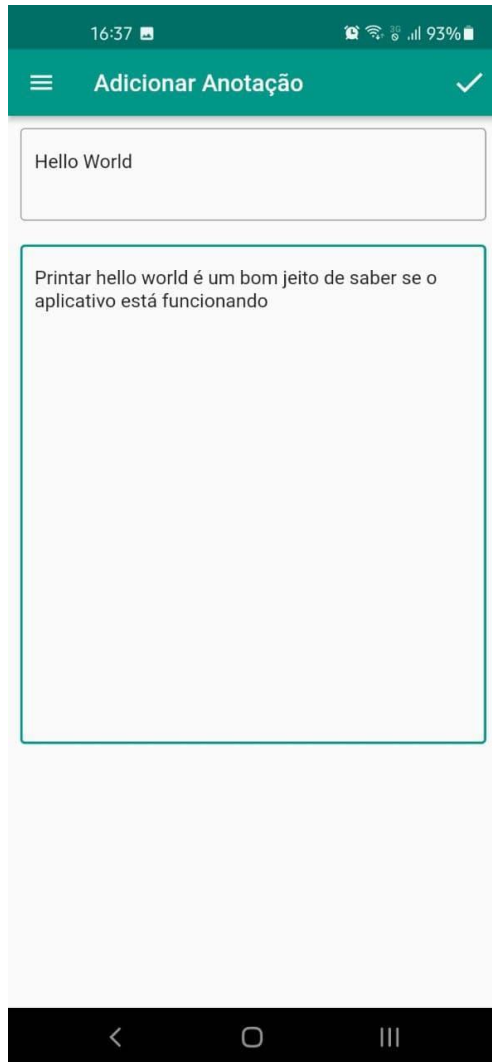 16:37
3G
93%
Adicionar Anotação
Hello World
Printar hello world é um bom jeito de saber se o
aplicativo está funcionando